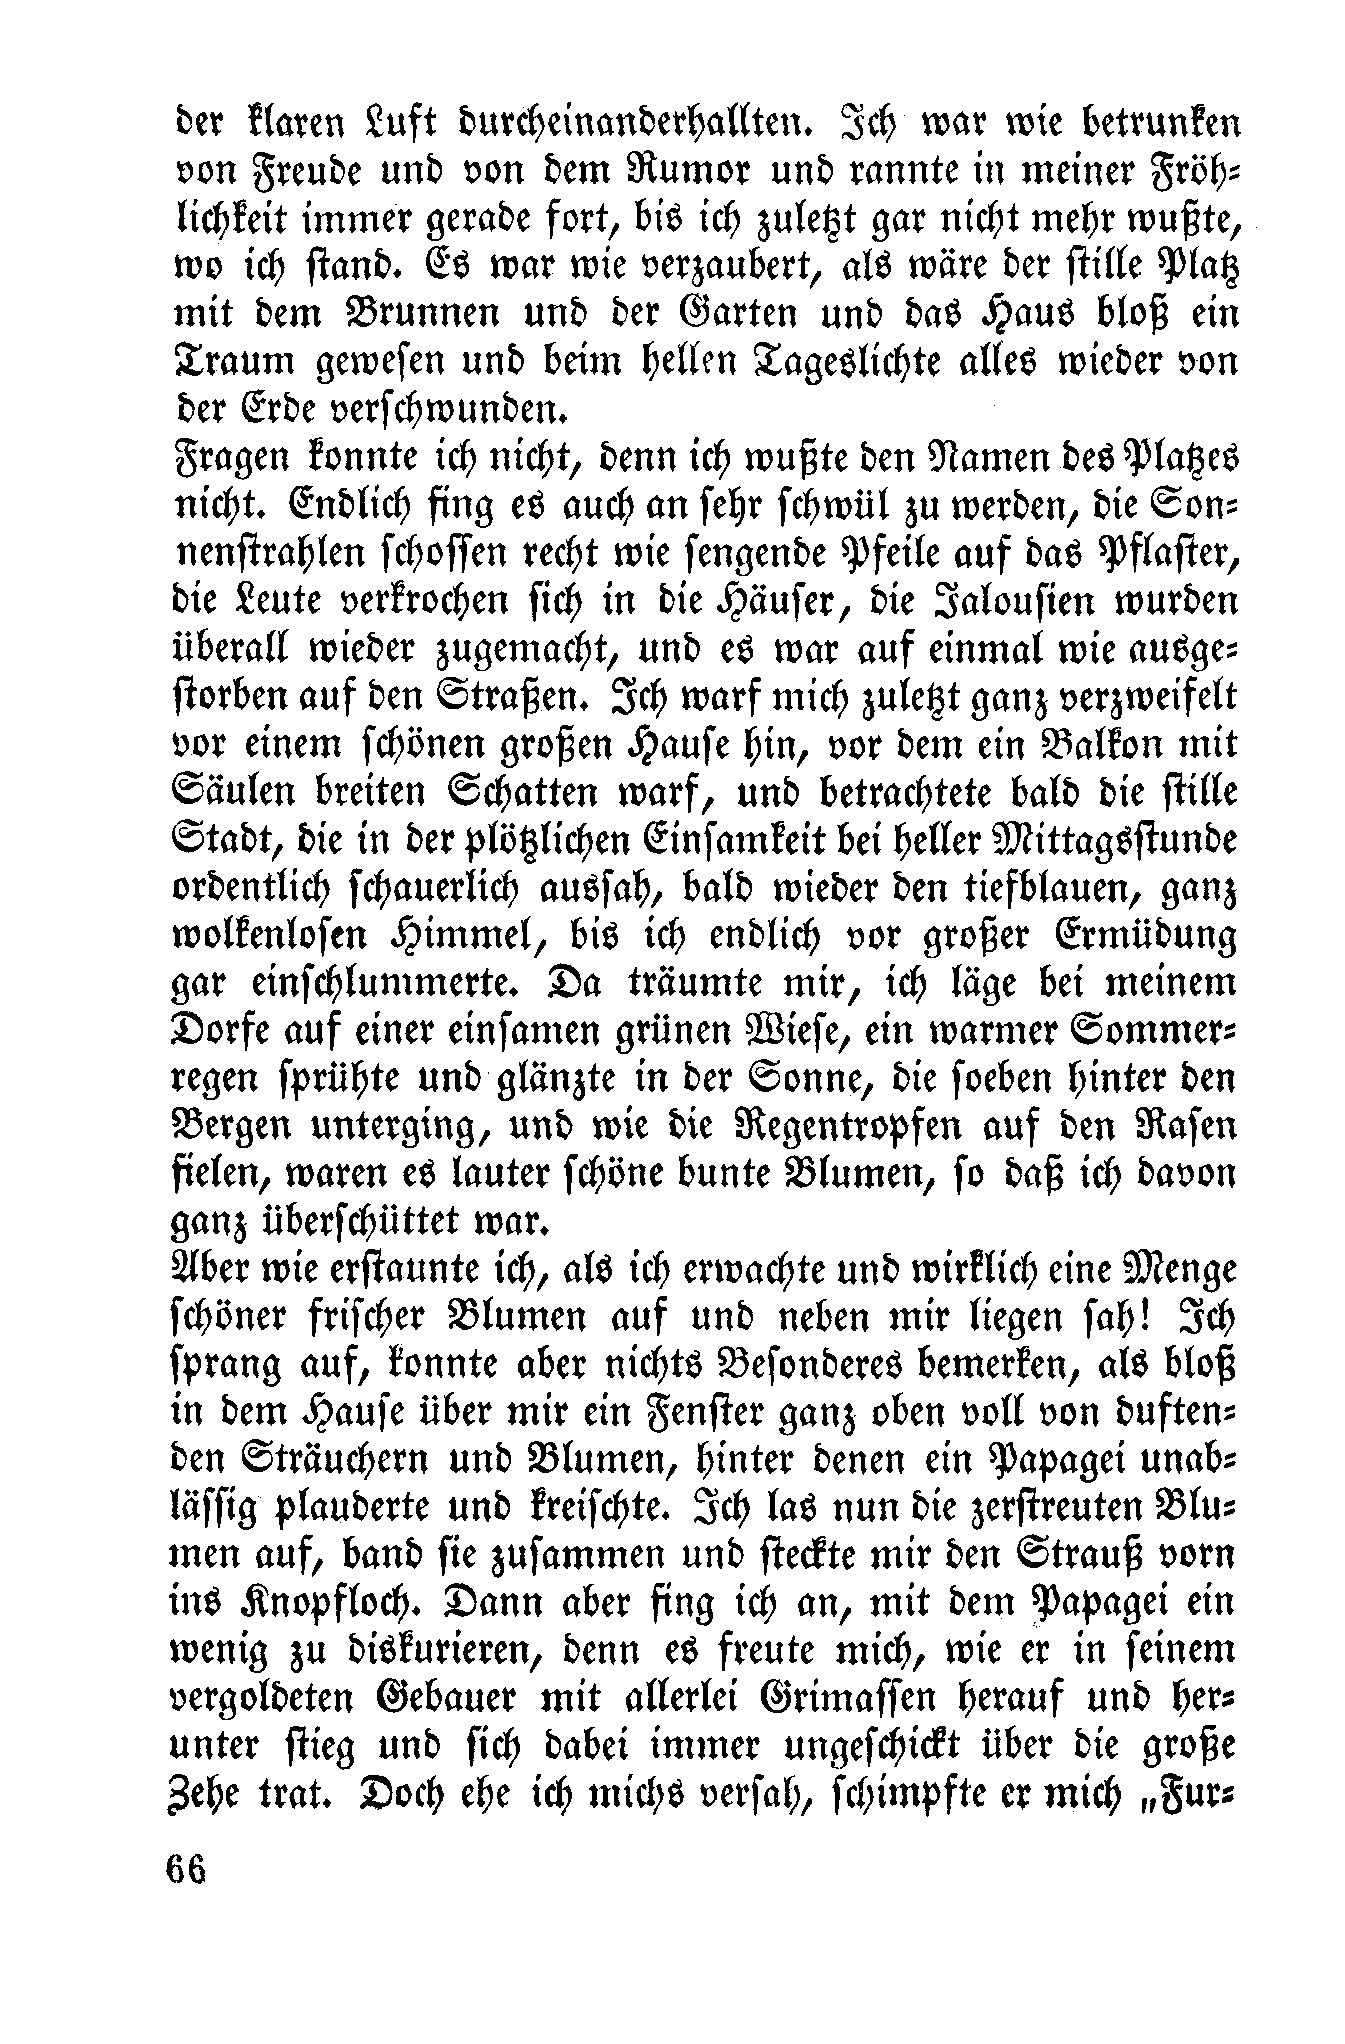 der klaren Luft durcheinanderhallten. Ich war wie betrunken
von Freude und von dem Rumor und rannte in meiner Fröh-
lichkeit immer gerade fort, bis ich zuletzt gar nicht mehr wußte,
wo ich stand. Es war wie verzaubert, als wäre der stille Platz
mit dem Brunnen und der Garten und das Haus bloß ein
Traum gewesen und beim hellen Tageslichte alles wieder von
der Erde verschwunden.
Fragen konnte ich nicht, denn ich wußte den Namen des Platzes
nicht. Endlich fing es auch an sehr schwül zu werden, die Son-
nenstrahlen schossen recht wie sengende Pfeile auf das Pflaster,
die Leute verkrochen sich in die Häuser, die Jalousien wurden
überall wieder zugemacht, und es war auf einmal wie ausge-
storben auf den Straßen. Ich warf mich zuletzt ganz verzweifelt
vor einem schönen großen Hause hin, vor dem ein Balkon mit
Säulen breiten Schatten warf, und betrachtete bald die stille
Stadt, die in der plötzlichen Einsamkeit bei heller Mittagsstunde
ordentlich schauerlich aussah, bald wieder den tiefblauen, ganz
wolkenlosen Himmel, bis ich endlich vor großer Ermüdung
gar einschlummerte. Da träumte mir, ich läge bei meinem
Dorfe auf einer einsamen grünen Wiese, ein warmer Sommer-
regen sprühte und glänzte in der Sonne, die soeben hinter den
Bergen unterging, und wie die Regentropfen auf den Rasen
fielen, waren es lauter schöne bunte Blumen, so daß ich davon
ganz überschüttet war.
Aber wie erstaunte ich, als ich erwachte und wirklich eine Menge
schöner frischer Blumen auf und neben mir liegen sah! Ich
sprang auf, konnte aber nichts Besonderes bemerken, als bloß
in dem Hause über mir ein Fenster ganz oben voll von duften-
den Sträuchern und Blumen, hinter denen ein Papagei unab-
lässig plauderte und kreischte. Ich las nun die zerstreuten Blu-
men auf, band sie zusammen und steckte mir den Strauß vorn
ins Knopfloch. Dann aber fing ich an, mit dem Papagei ein
wenig zu diskurieren, denn es freute mich, wie er in seinem
vergoldeten Gebauer mit allerlei Grimassen herauf und her-
unter stieg und sich dabei immer ungeschickt über die große
Zehe trat. Doch ehe ich michs versah, schimpfte er mich „Fur-
66